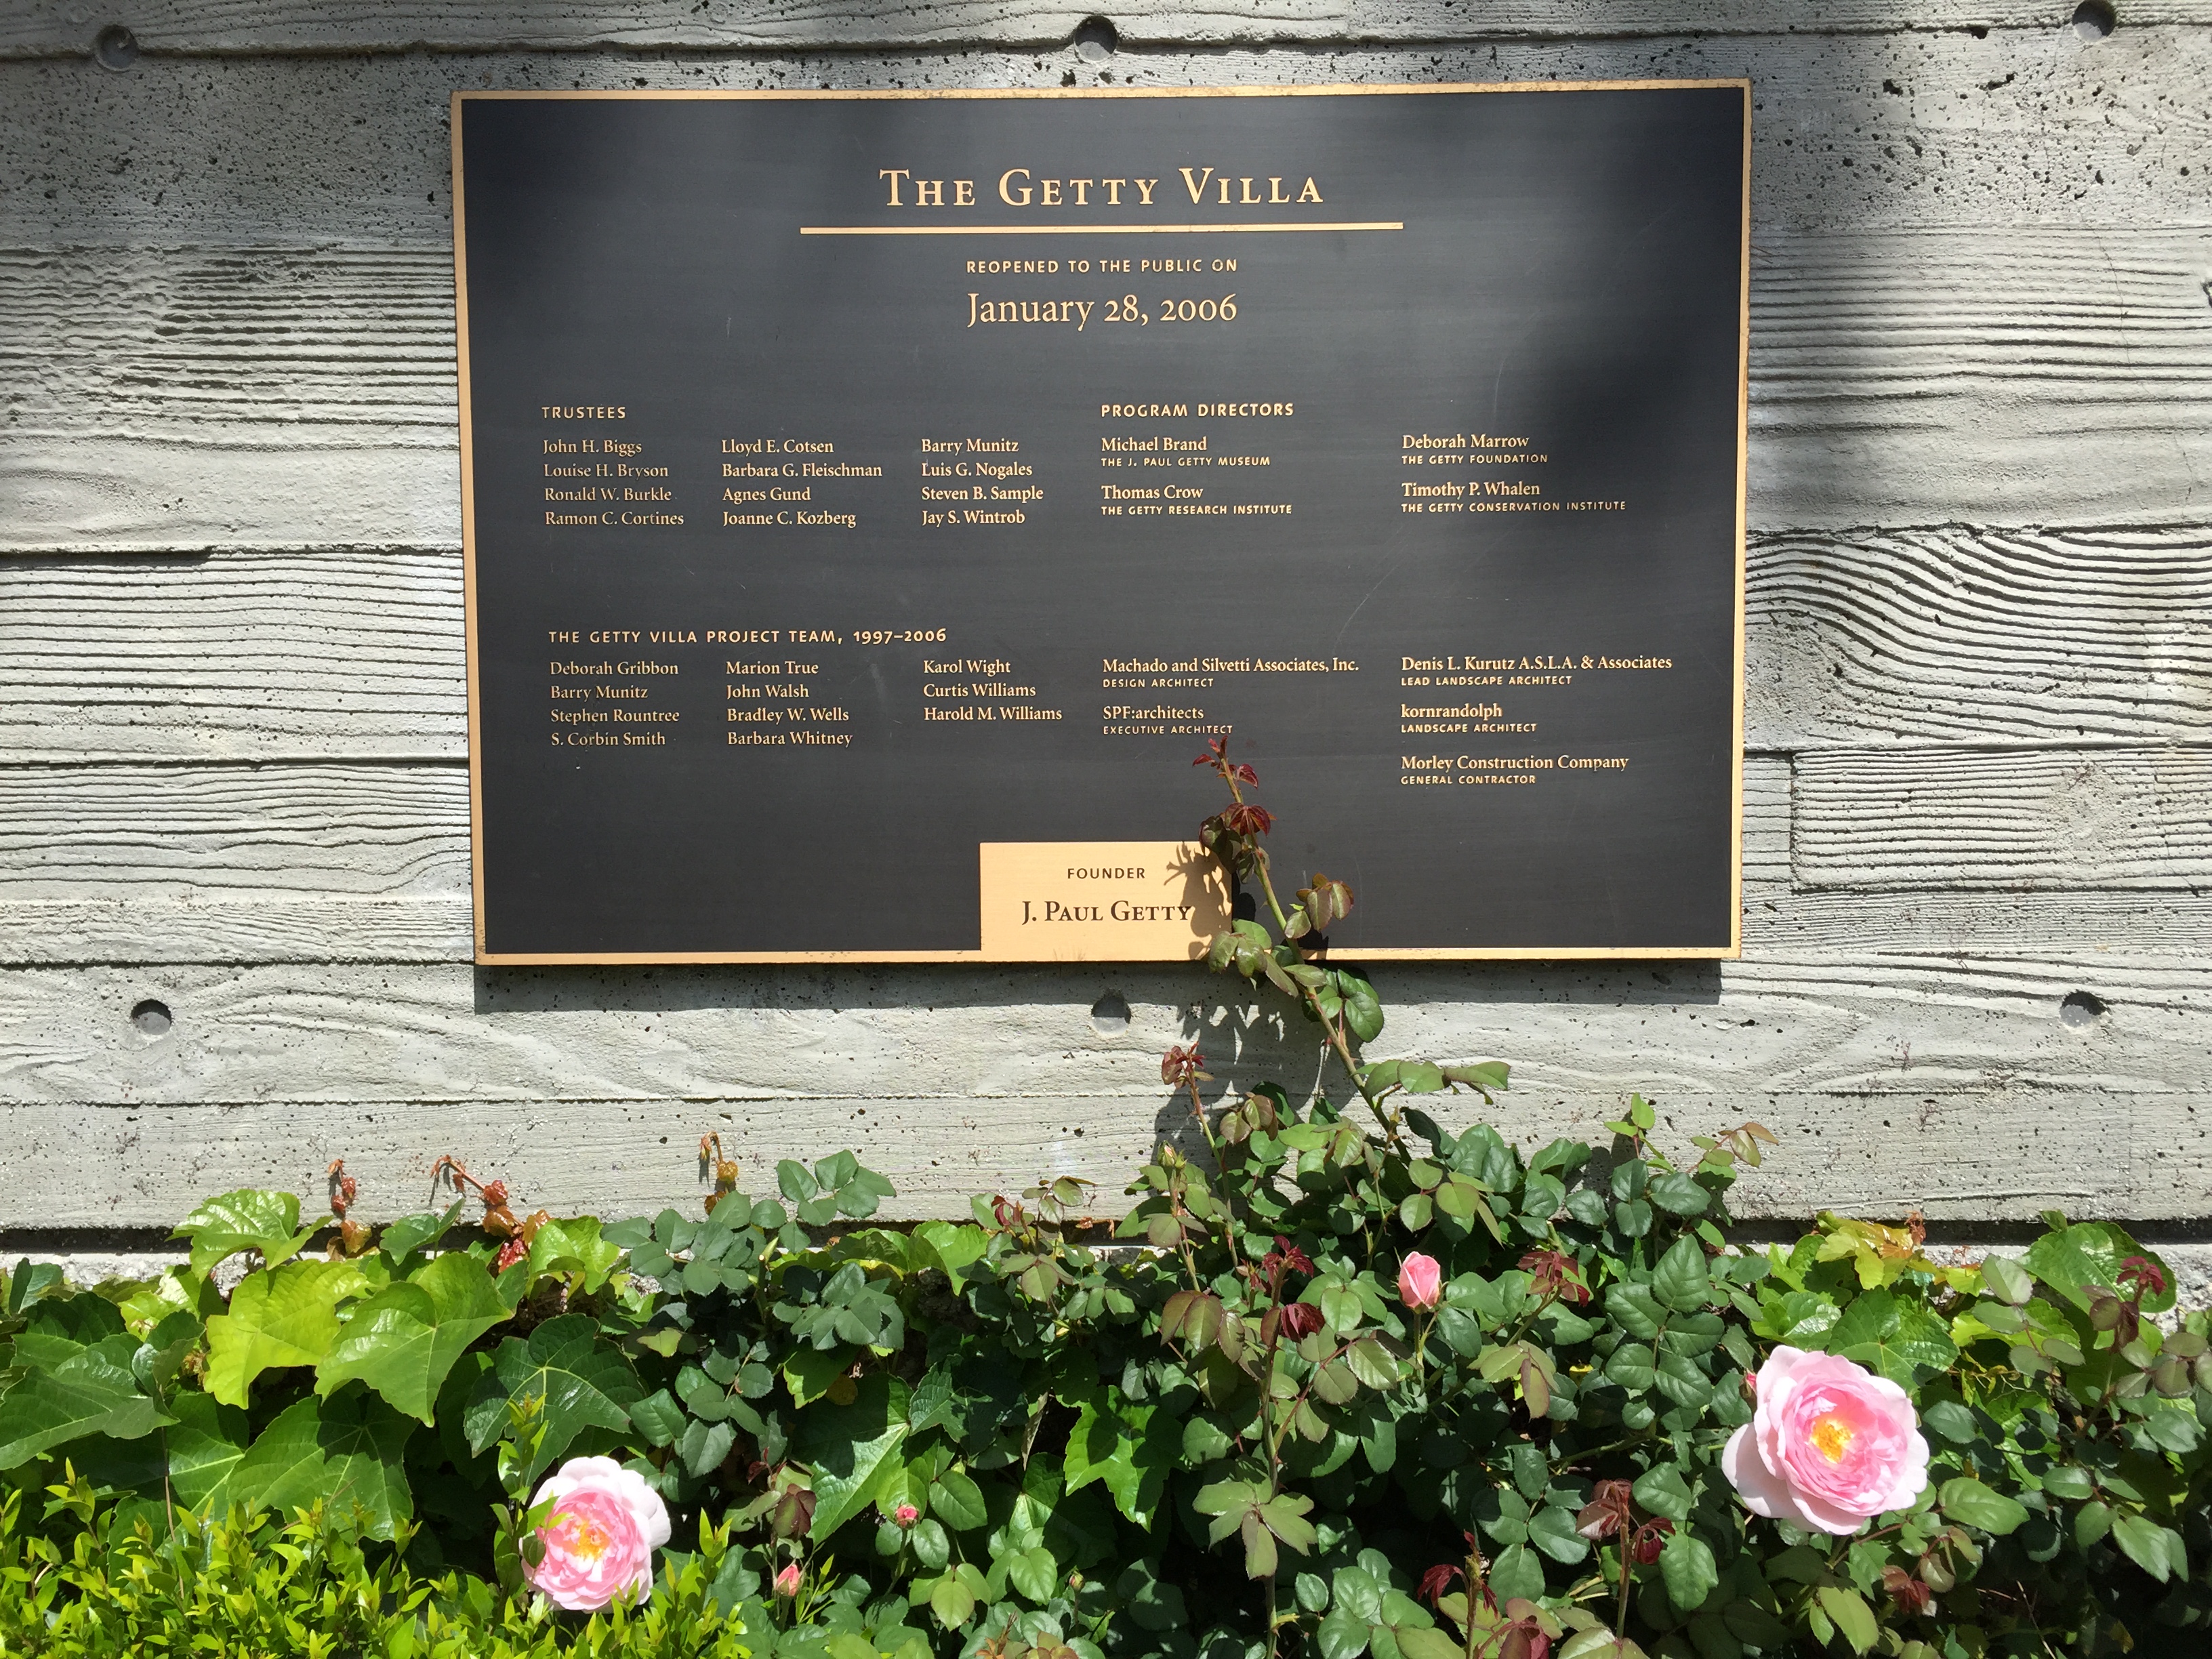 THE GETTY VILLA
REOPENED TO THE PUBLIC ON
January 28, 2006
TRUSTEES
John H. Biggs
Louise H. Bryson
Ronald W. Burkle
Ramon C. Cortines
Lloyd E. Cotsen
Barbara G. Fleischman
Agnes Gund
Joanne C. Kozberg
Barry Munitz
Luis G. Nogales
Steven B. Sample
Jay S. Wintrob
PROGRAM DIRECTORS
Michael Brand
THE J. PAUL GETTY MUSEUM
Thomas Crow
THE GETTY RESEARCH INSTITUTE
Deborah Marrow
THE GETTY FOUNDATION
Timothy P. Whalen
THE GETTY CONSERVATION INSTITUTE
THE GETTY VILLA PROJECT TEAM, 1997–2006
Deborah Gribbon
Barry Munitz
Stephen Rountree
S. Corbin Smith
Marion True
John Walsh
Bradley W. Wells
Barbara Whitney
Karol Wight
Curtis Williams
Harold M. Williams
Machado and Silvetti Associates, Inc.
DESIGN ARCHITECT
SPF:architects
EXECUTIVE ARCHITECT
Denis L. Kurutz A.S.L.A. & Associates
LEAD LANDSCAPE ARCHITECT
kornrandolph
LANDSCAPE ARCHITECT
Morley Construction Company
GENERAL CONTRACTOR
FOUNDER
J. PAUL GETTY